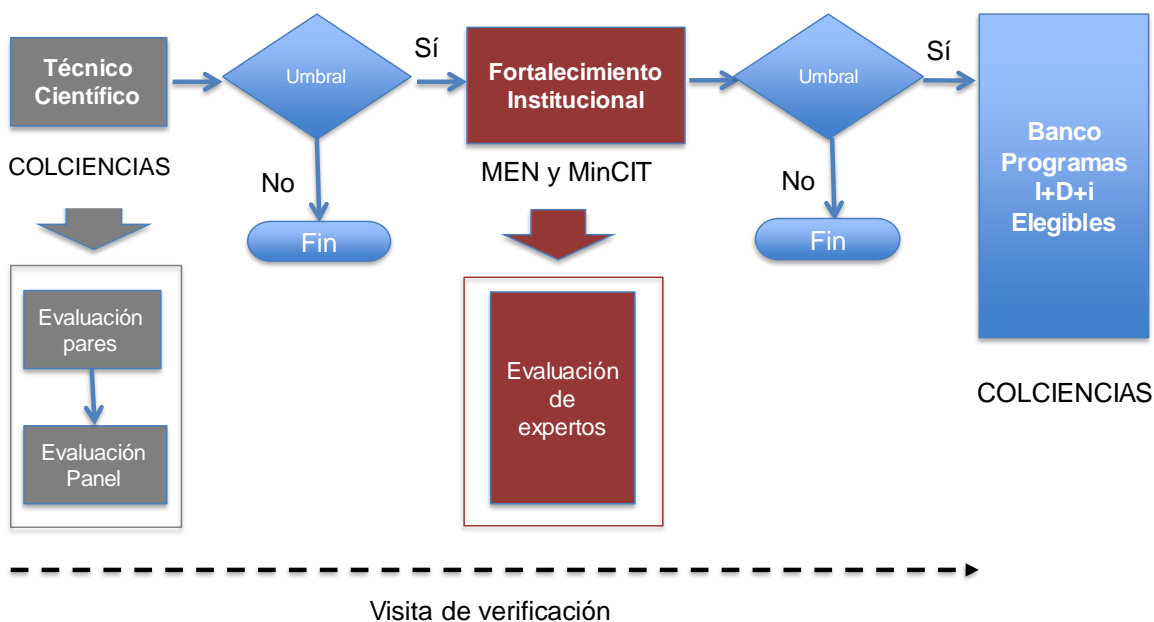 Técnico
Científico
COLCIENCIAS
Evaluación
pares
Evaluación
Panel
Umbral
Sí
No
Fin
Fortalecimiento
Institucional
MEN y MinCIT
Evaluación
de
expertos
Umbral
Sí
No
Fin
Banco
Programas
I+D+i
Elegibles
COLCIENCIAS
Visita de verificación